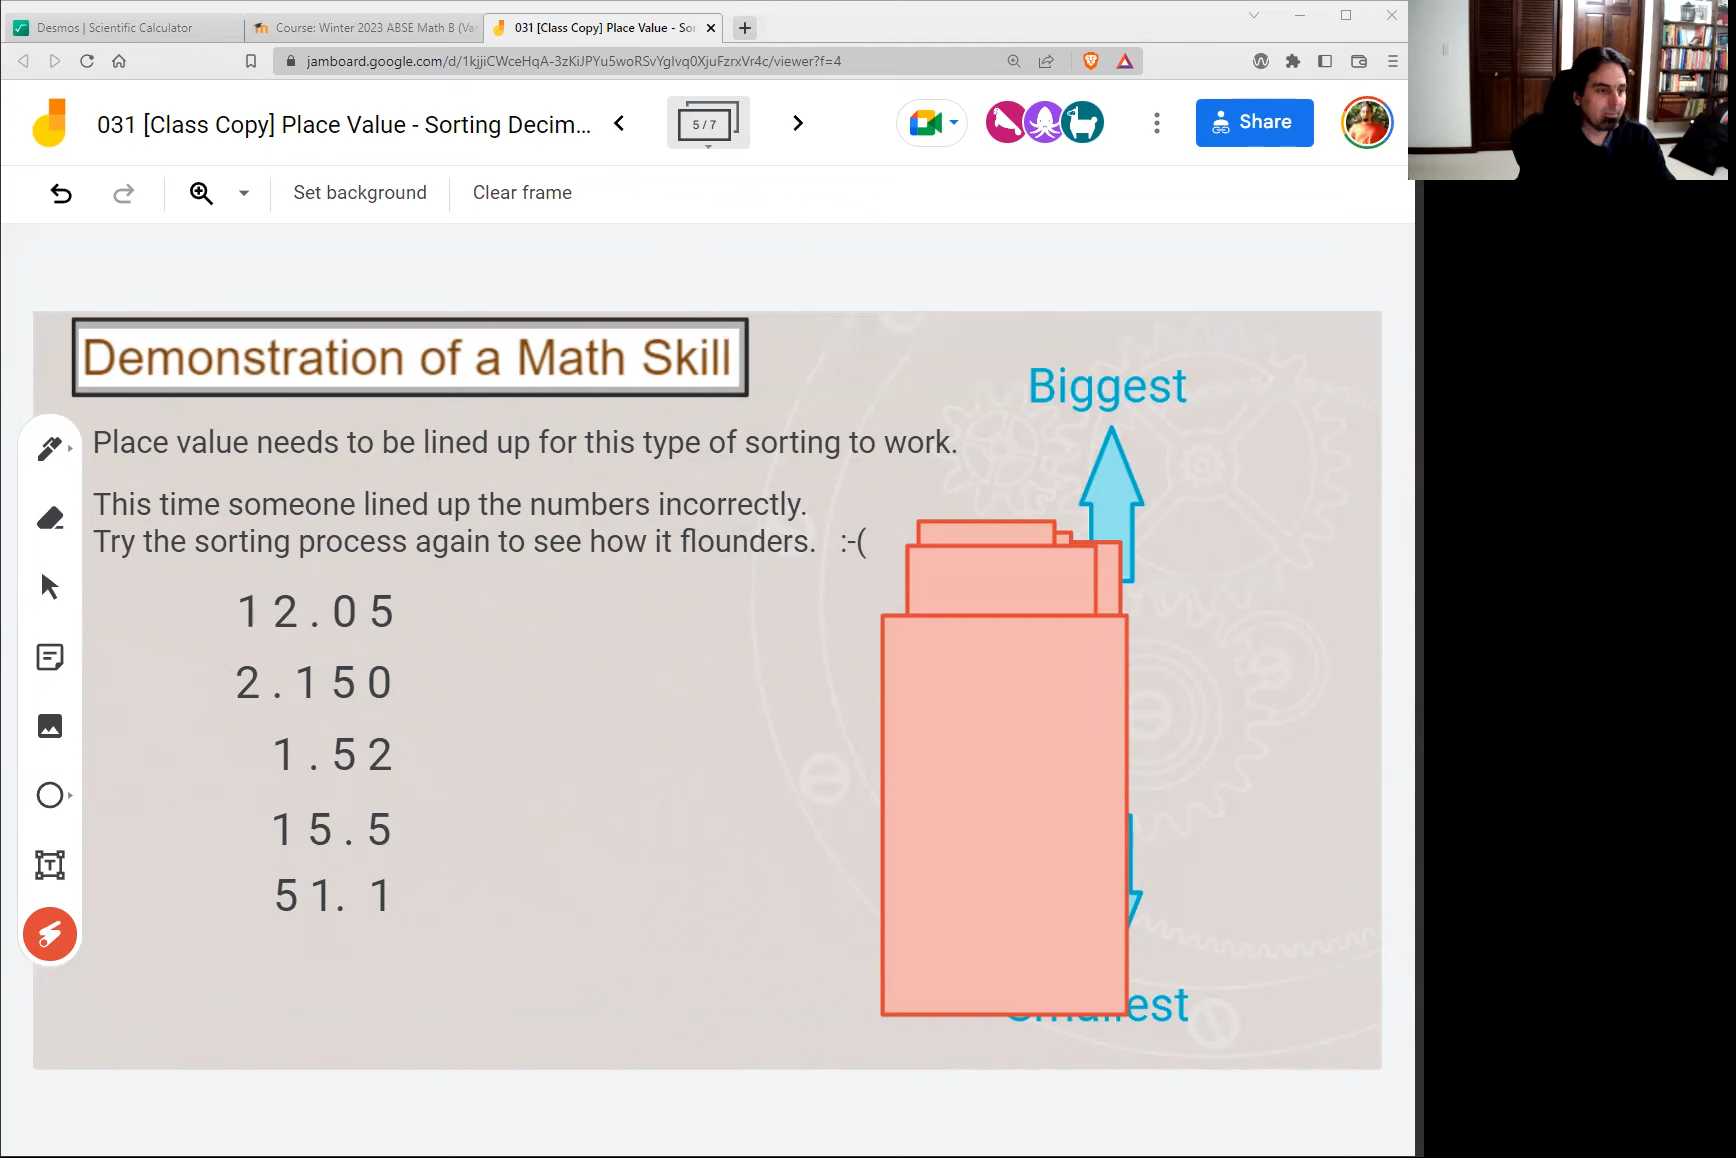 Desmos | Scientific Calculator
Course: Winter 2023 ABSE Math B (Va
031 [Class Copy] Place Value - Sor
jamboard.google.com/d/1kjjiCWceHqA-3zKiJPYu5woRSvYglvq0XjuFzrxVr4c/viewer?f=4
031 [Class Copy] Place Value - Sorting Decim...
5 / 7
Share
Set background
Clear frame
Demonstration of a Math Skill
Biggest
Place value needs to be lined up for this type of sorting to work.
This time someone lined up the numbers incorrectly.
Try the sorting process again to see how it flounders. :-(
1 2 . 0 5
2 . 1 5 0
1 . 5 2
1 5 . 5
5 1. 1